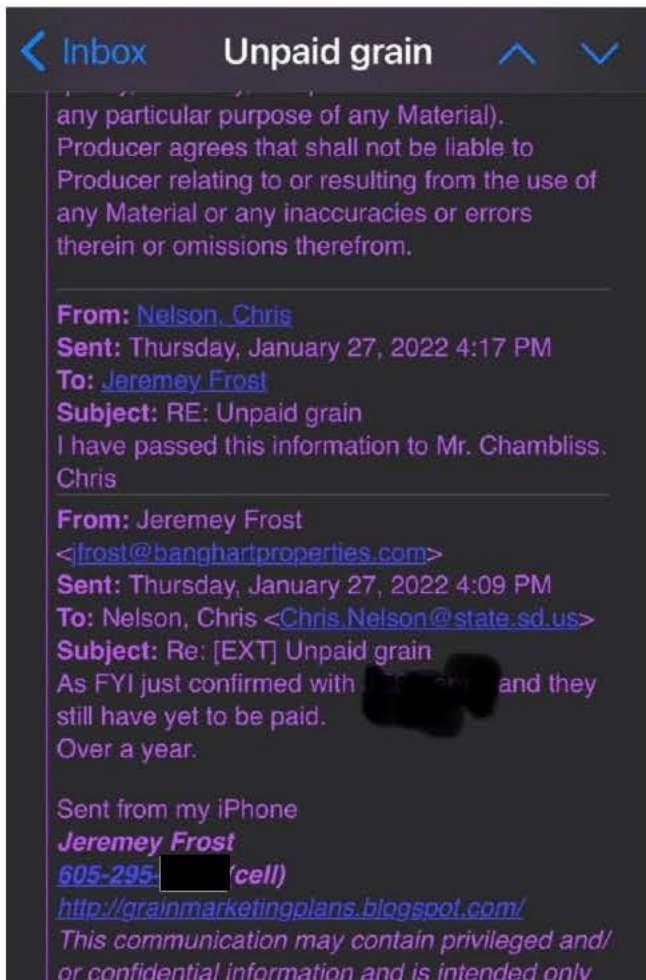 Inbox
Unpaid grain
any particular purpose of any Material).
Producer agrees that shall not be liable to
Producer relating to or resulting from the use of
any Material or any inaccuracies or errors
therein or omissions therefrom.
From: Nelson, Chris
Sent: Thursday, January 27, 2022 4:17 PM
To: Jeremey Frost
Subject: RE: Unpaid grain
I have passed this information to Mr. Chambliss.
Chris
From: Jeremey Frost
<jfrost@banghartproperties.com>
Sent: Thursday, January 27, 2022 4:09 PM
To: Nelson, Chris <Chris.Nelson@state.sd.us>
Subject: Re: [EXT] Unpaid grain
As FYI just confirmed with and they
still have yet to be paid.
Over a year.
Sent from my iPhone
Jeremey Frost
605-295- (cell)
http://grainmarketingplans.blogspot.com/
This communication may contain privileged and/
or confidential information and is intended only